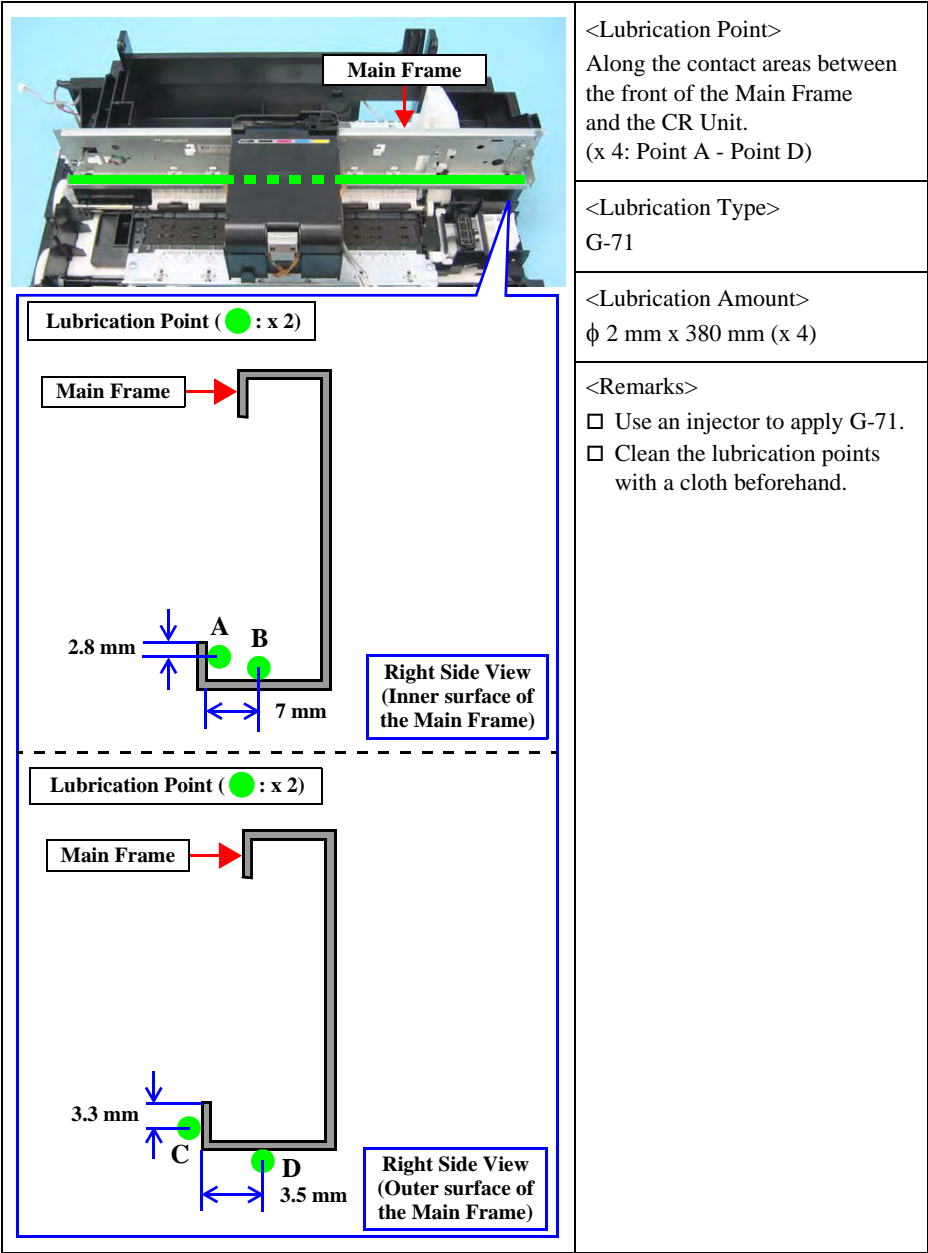 Main Frame
Lubrication Point ( : x 2)
Main Frame
A
B
2.8 mm
7 mm
Right Side View
(Inner surface of
the Main Frame)
Lubrication Point ( : x 2)
Main Frame
3.3 mm
C
D
3.5 mm
Right Side View
(Outer surface of
the Main Frame)
<Lubrication Point>
Along the contact areas between
the front of the Main Frame
and the CR Unit.
(x 4: Point A - Point D)
<Lubrication Type>
G-71
<Lubrication Amount>
ϕ 2 mm x 380 mm (x 4)
<Remarks>
□ Use an injector to apply G-71.
□ Clean the lubrication points
with a cloth beforehand.